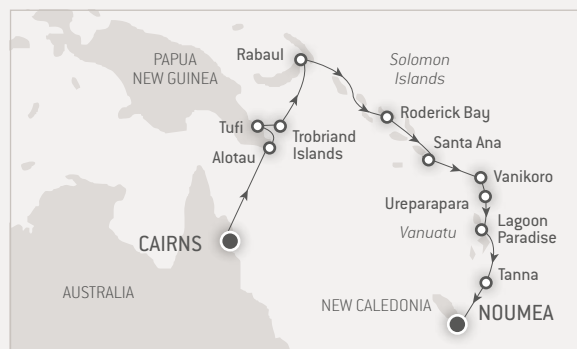 PAPUA
NEW GUINEA
Rabaul
Solomon
Islands
Tufi
Trobriand
Islands
Alotau
Roderick Bay
Santa Ana
Vanikoro
Ureparapara
Lagoon
Paradise
Vanuatu
CAIRNS
Tanna
AUSTRALIA
NEW CALEDONIA
NOUMEA